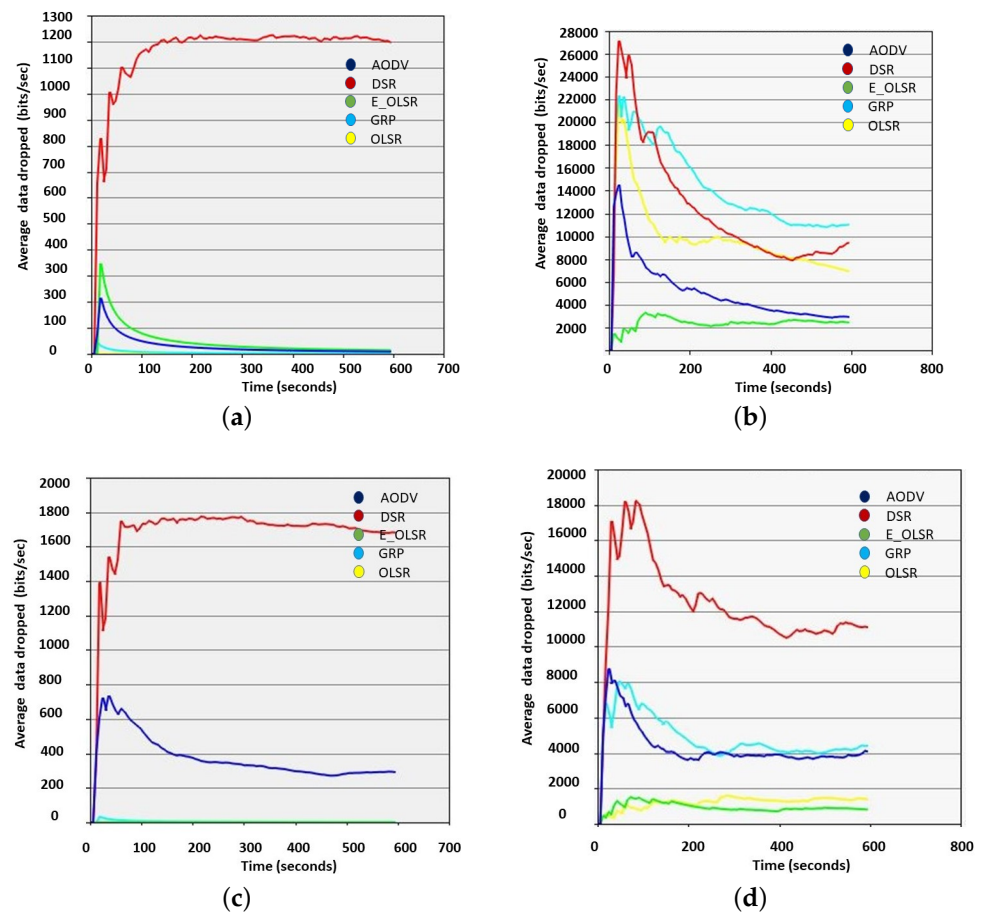 1300
1200
1100
1000
900
800
700
600
500
400
300
200
100
0
Average data dropped (bits/sec)
AODV
DSR
E_OLSR
GRP
OLSR
0 100 200 300 400 500 600 700
Time (seconds)
(a)
28000
26000
24000
22000
20000
18000
16000
14000
12000
10000
8000
6000
4000
2000
Average data dropped (bits/sec)
AODV
DSR
E_OLSR
GRP
OLSR
0 200 400 600 800
Time (seconds)
(b)
2000
1800
1600
1400
1200
1000
800
600
400
200
0
Average data dropped (bits/sec)
AODV
DSR
E_OLSR
GRP
OLSR
0 100 200 300 400 500 600 700
Time (seconds)
(c)
20000
18000
16000
14000
12000
10000
8000
6000
4000
2000
0
Average data dropped (bits/sec)
AODV
DSR
E_OLSR
GRP
OLSR
0 200 400 600 800
Time (seconds)
(d)